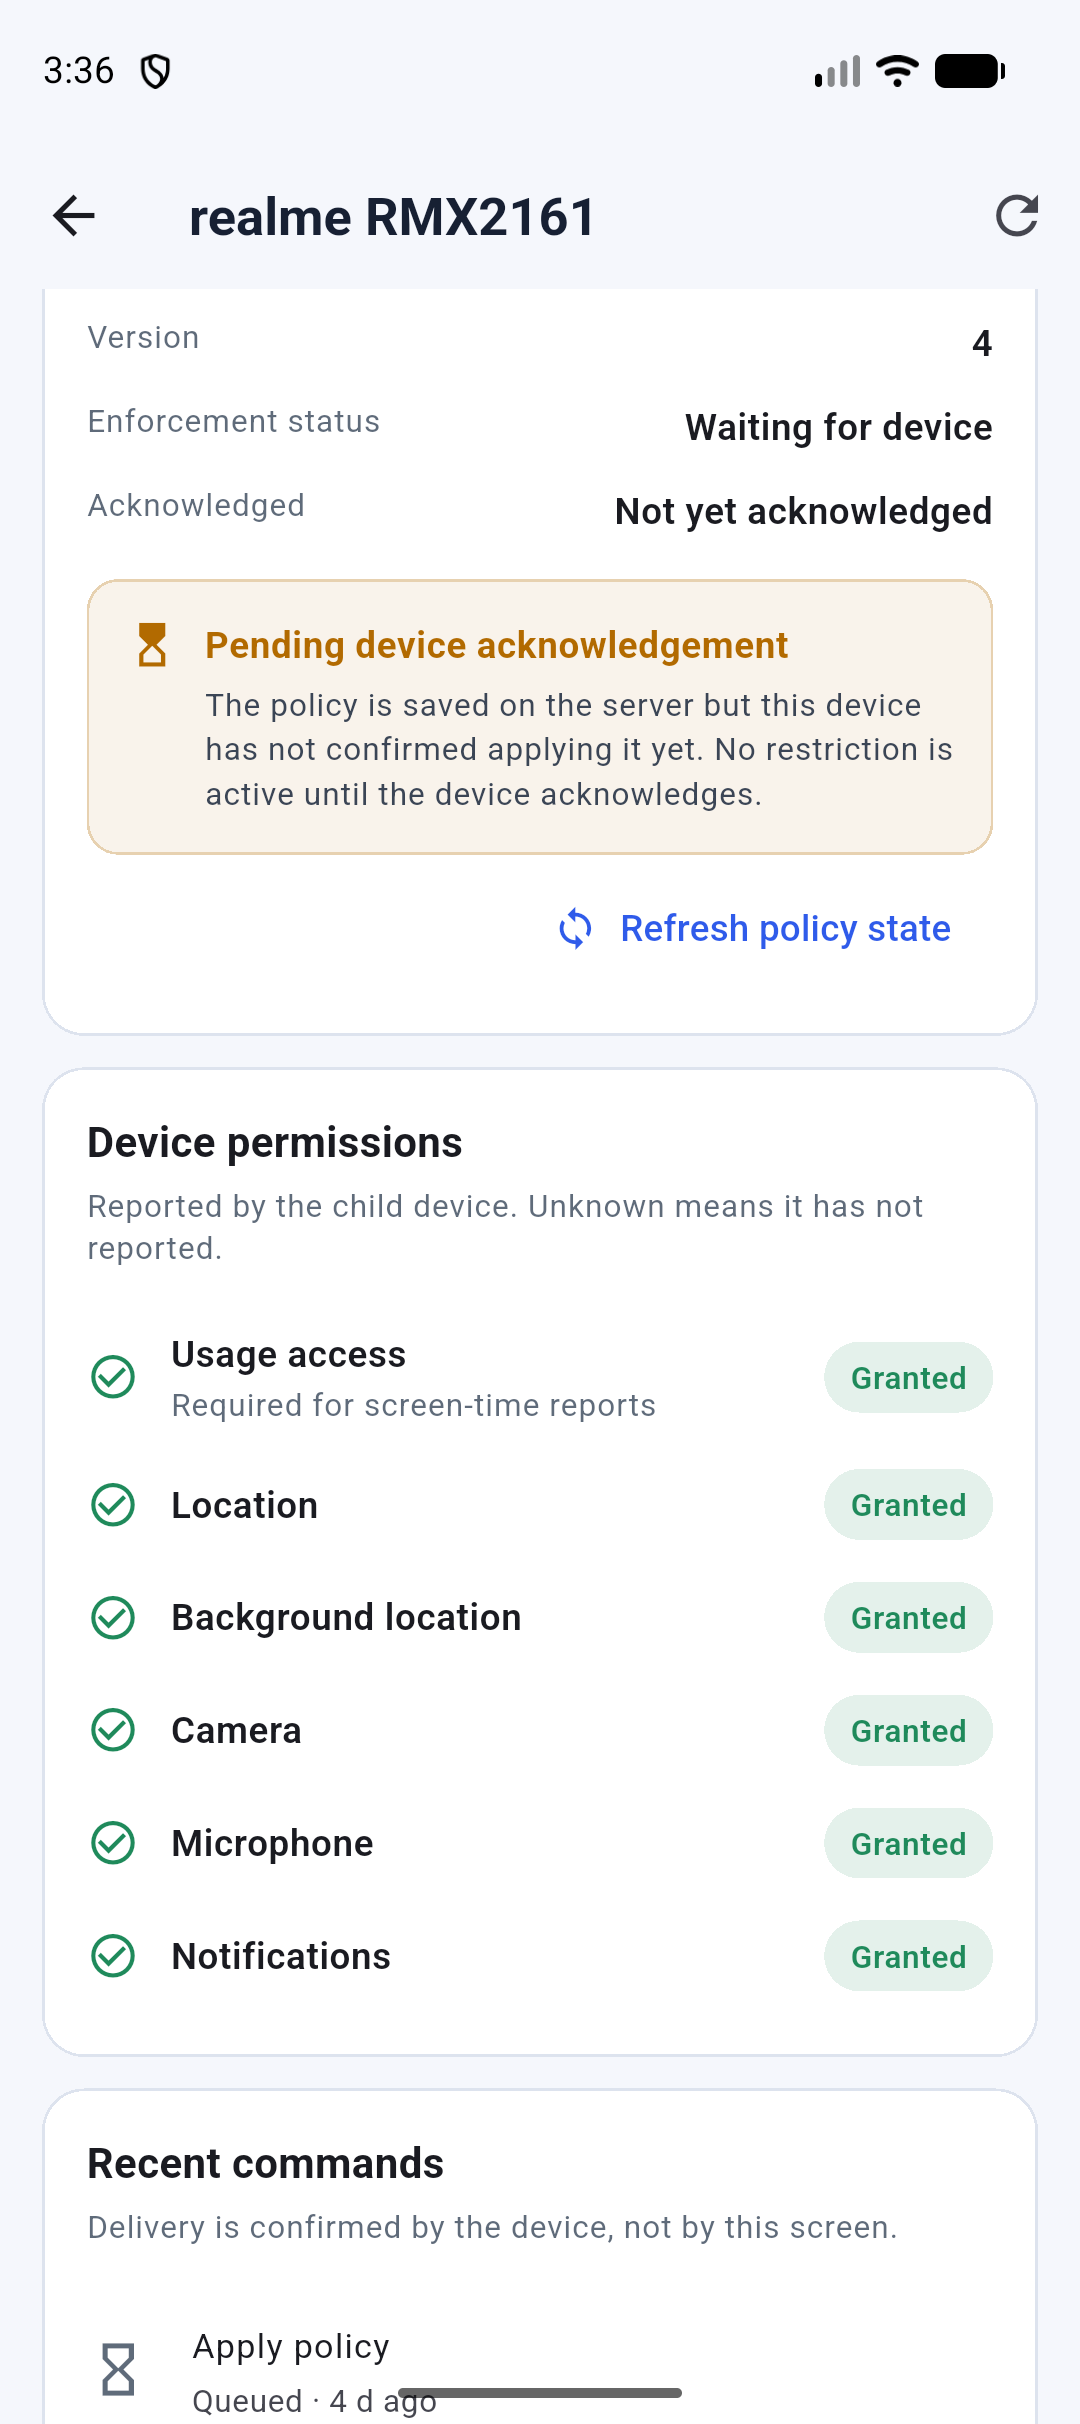 3:36
realme RMX2161
Version
4
Enforcement status
Waiting for device
Acknowledged
Not yet acknowledged
Pending device acknowledgement
The policy is saved on the server but this device
has not confirmed applying it yet. No restriction is
active until the device acknowledges.
Refresh policy state
Device permissions
Reported by the child device. Unknown means it has not
reported.
Usage access
Required for screen-time reports
Granted
Location
Granted
Background location
Granted
Camera
Granted
Microphone
Granted
Notifications
Granted
Recent commands
Delivery is confirmed by the device, not by this screen.
Apply policy
Queued · 4 d ago